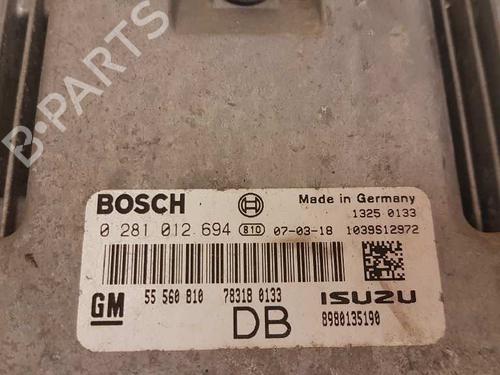 B-PARTS
BOSCH Made in Germany
1325 0133
0 281 012 694 810 07-03-18 1039S12972
GM 55 560 810 78318 0133 ISUZU
DB 8980135190